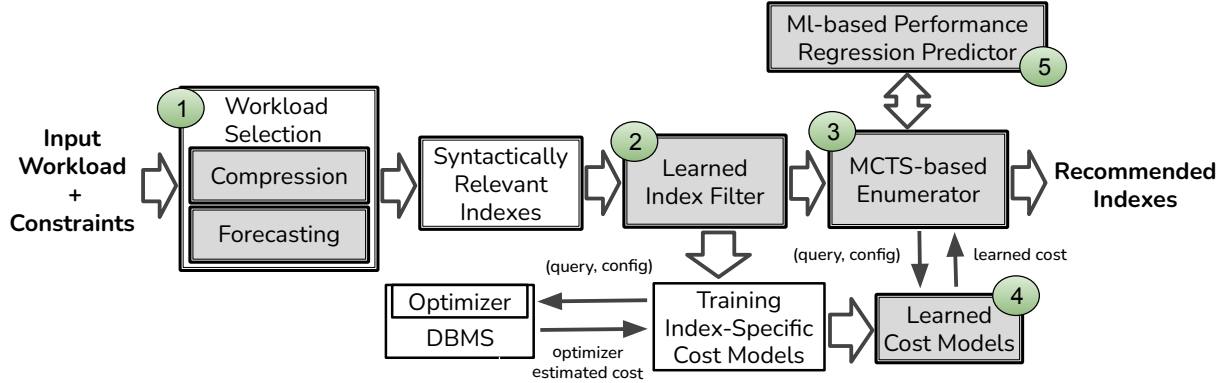 Input
Workload
+
Constraints
1
Workload
Selection
Compression
Forecasting
Syntactically
Relevant
Indexes
2
Learned
Index Filter
3
MCTS-based
Enumerator
Ml-based Performance
Regression Predictor
5
Recommended
Indexes
(query, config)
optimizer
estimated cost
Optimizer
DBMS
Training
Index-Specific
Cost Models
(query, config)
learned cost
4
Learned
Cost Models